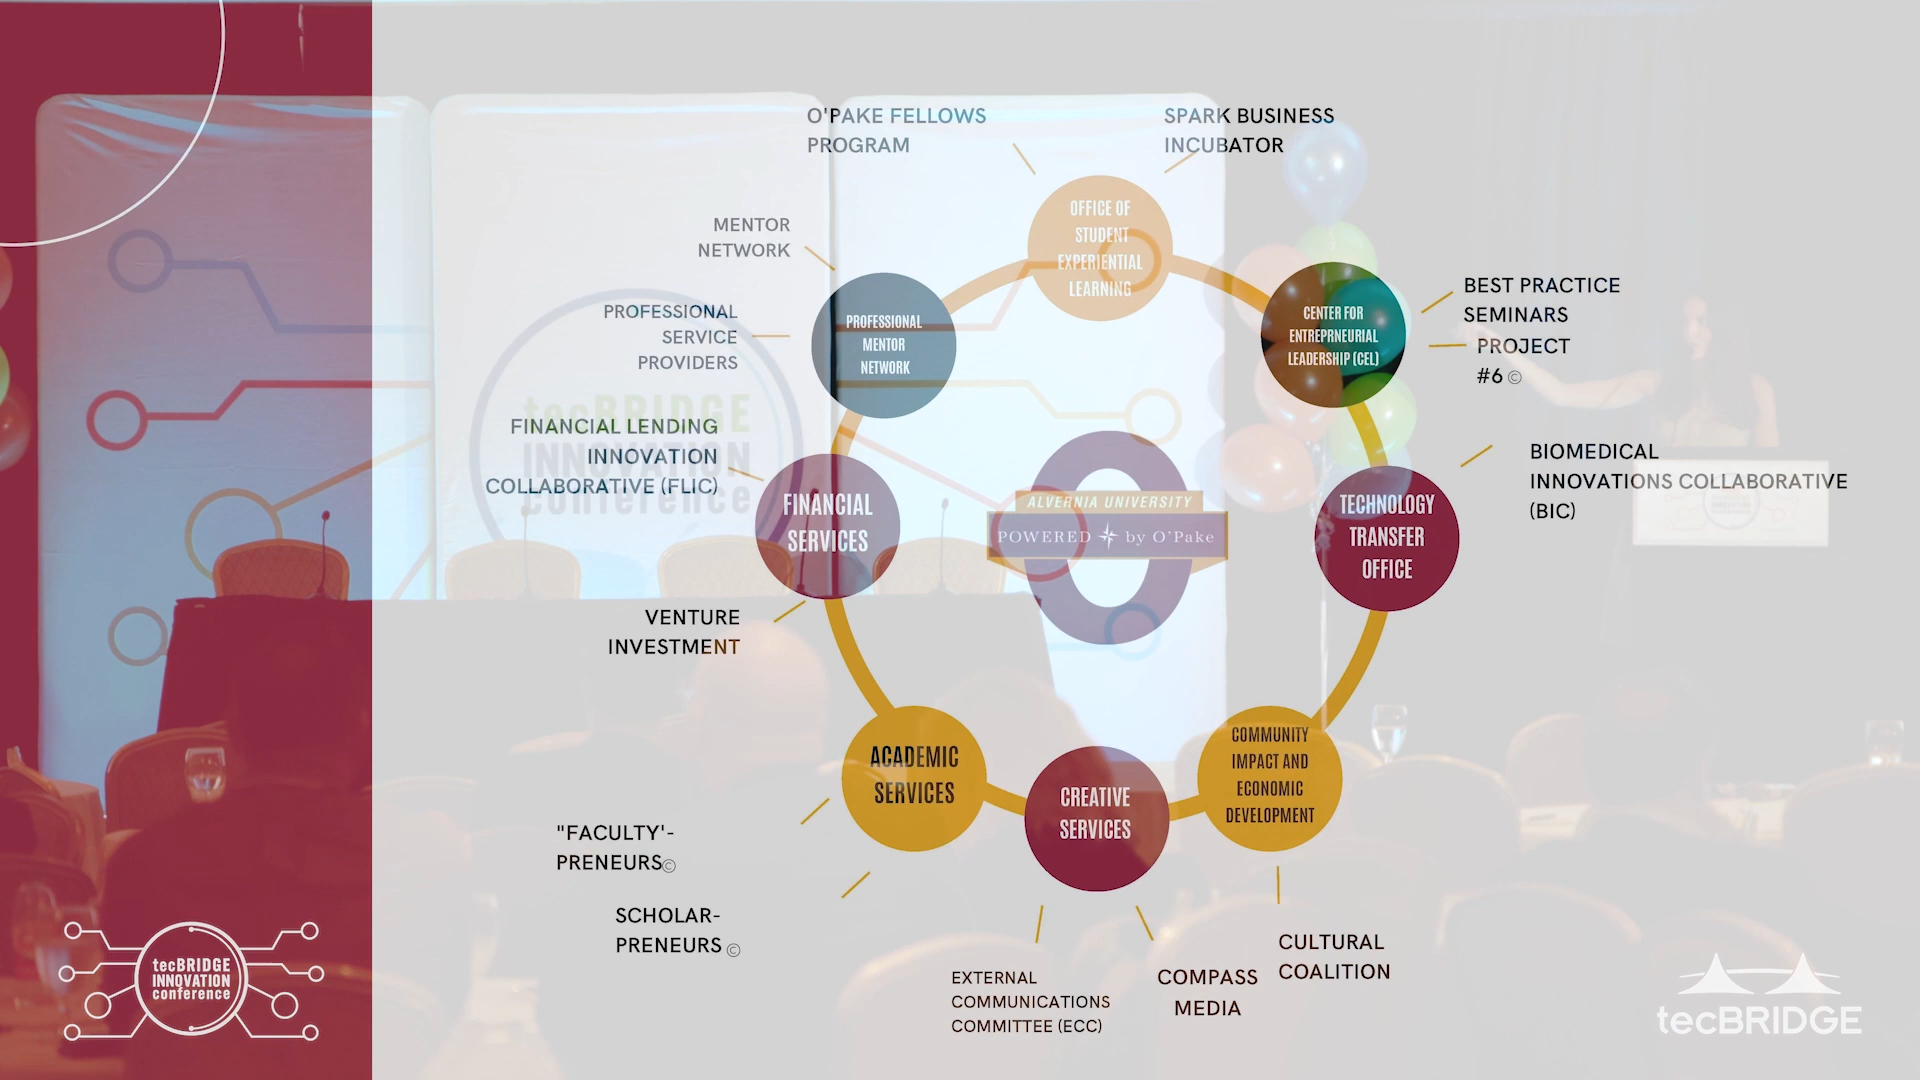 O'PAKE FELLOWS
PROGRAM
SPARK BUSINESS
INCUBATOR
OFFICE OF
STUDENT
EXPERIENTIAL
LEARNING
MENTOR
NETWORK
PROFESSIONAL
SERVICE
PROVIDERS
PROFESSIONAL
MENTOR
NETWORK
CENTER FOR
ENTREPRNEURIAL
LEADERSHIP (CEL)
BEST PRACTICE
SEMINARS
PROJECT
#6 ©
FINANCIAL LENDING
INNOVATION
COLLABORATIVE (FLIC)
tecBRIDGE
INNOVATION
conference
FINANCIAL
SERVICES
ALVERNIA UNIVERSITY
POWERED by O'Pake
TECHNOLOGY
TRANSFER
OFFICE
BIOMEDICAL
INNOVATIONS COLLABORATIVE
(BIC)
VENTURE
INVESTMENT
ACADEMIC
SERVICES
CREATIVE
SERVICES
COMMUNITY
IMPACT AND
ECONOMIC
DEVELOPMENT
"FACULTY'-
PRENEURS©
SCHOLAR-
PRENEURS ©
EXTERNAL
COMMUNICATIONS
COMMITTEE (ECC)
COMPASS
MEDIA
CULTURAL
COALITION
tecBRIDGE
INNOVATION
conference
tecBRIDGE